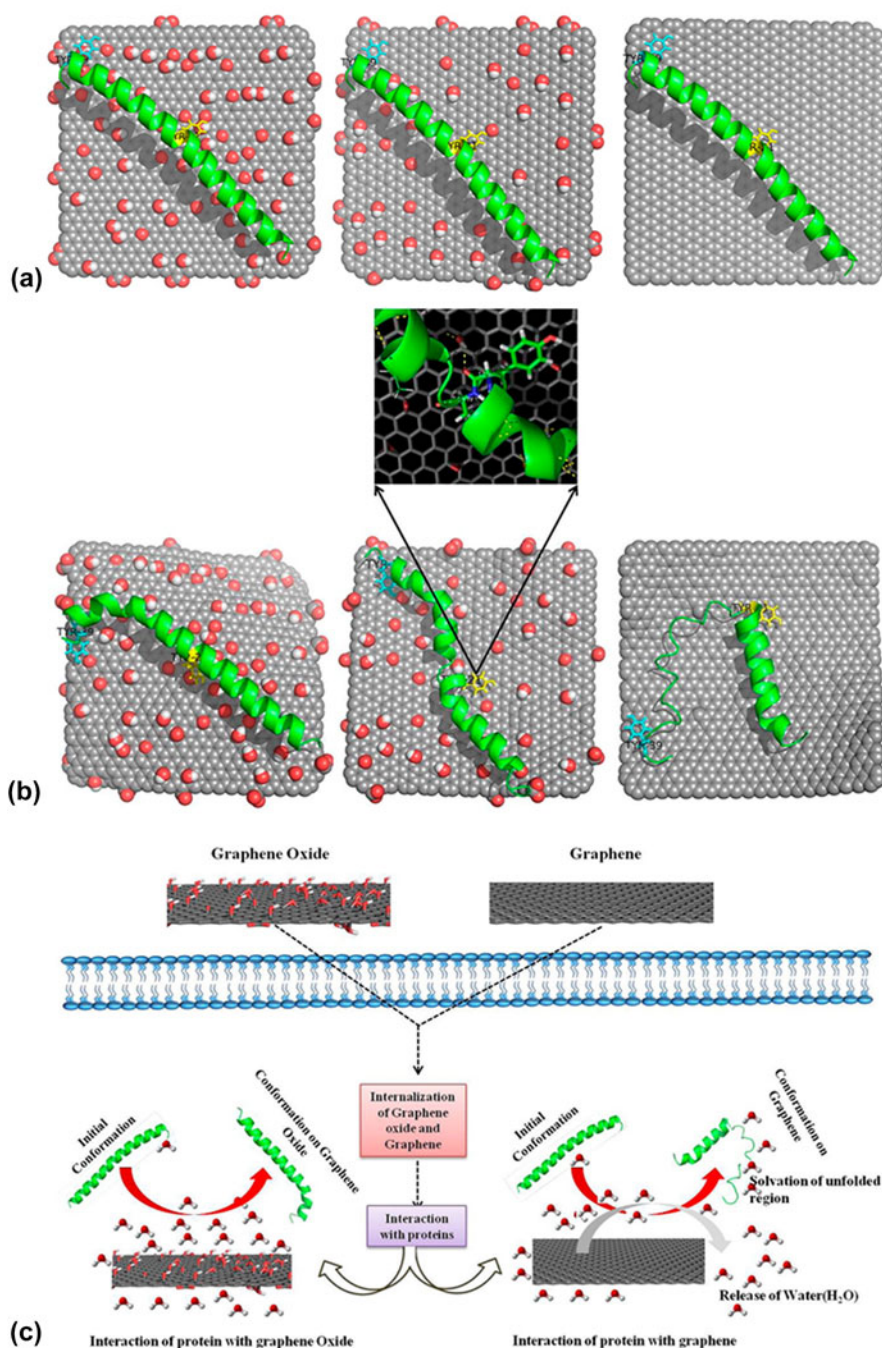 (a)
(b)
TYR-39
Graphene Oxide
Graphene
Initial
Conformation
Conformation on Graphene
Oxide
Internalization
of Graphene
oxide and
Graphene
Interaction
with proteins
Initial
Conformation
Conformation on
Graphene
Solvation of unfolded
region
Release of Water(H₂O)
Interaction of protein with graphene Oxide
Interaction of protein with graphene
(c)